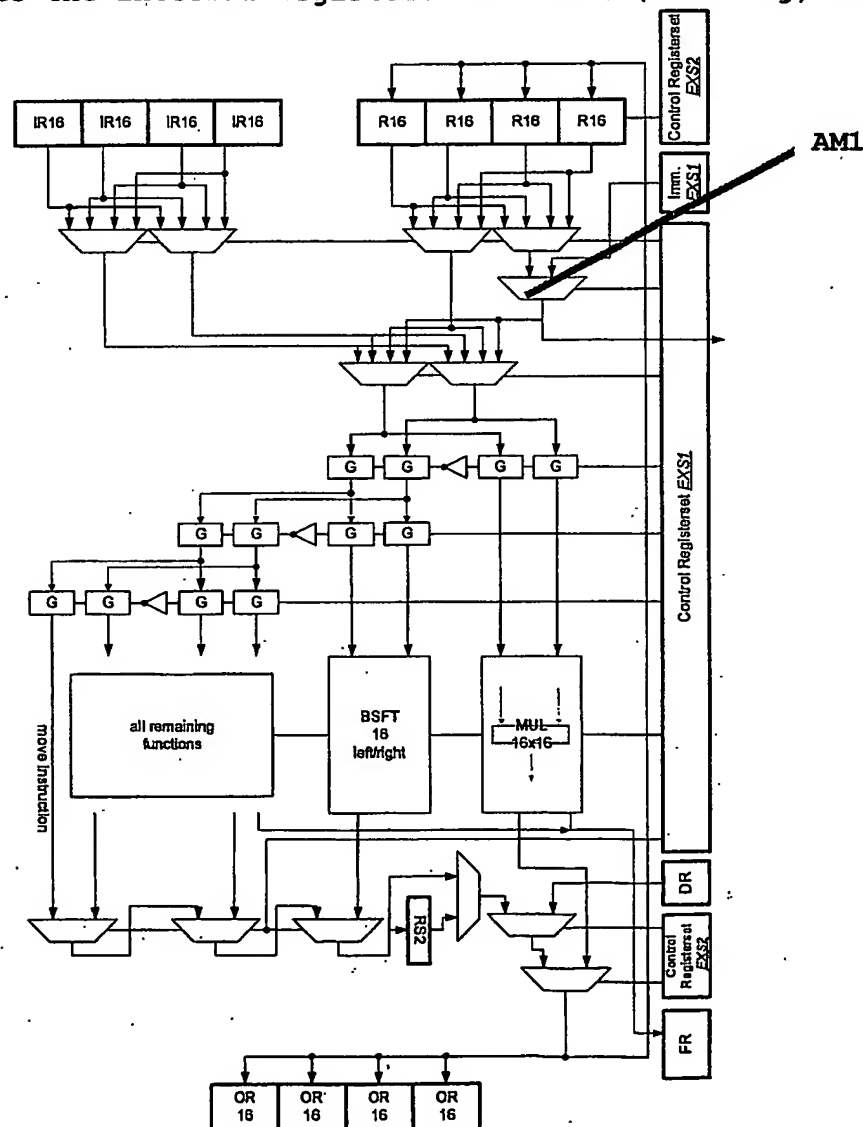 Control Registerset
EXS2
IR16 IR16 IR16 IR16
R16 R16 R16 R16
AM1
Imm.
EXS1
G G G G
G G G G
G G G G
Control Registerset EXS1
move instruction
all remaining
functions
BSFT
16
left/right
MUL
16x16
DR
RS2
Control
Registerset
EXS2
FR
OR OR OR OR
16 16 16 16